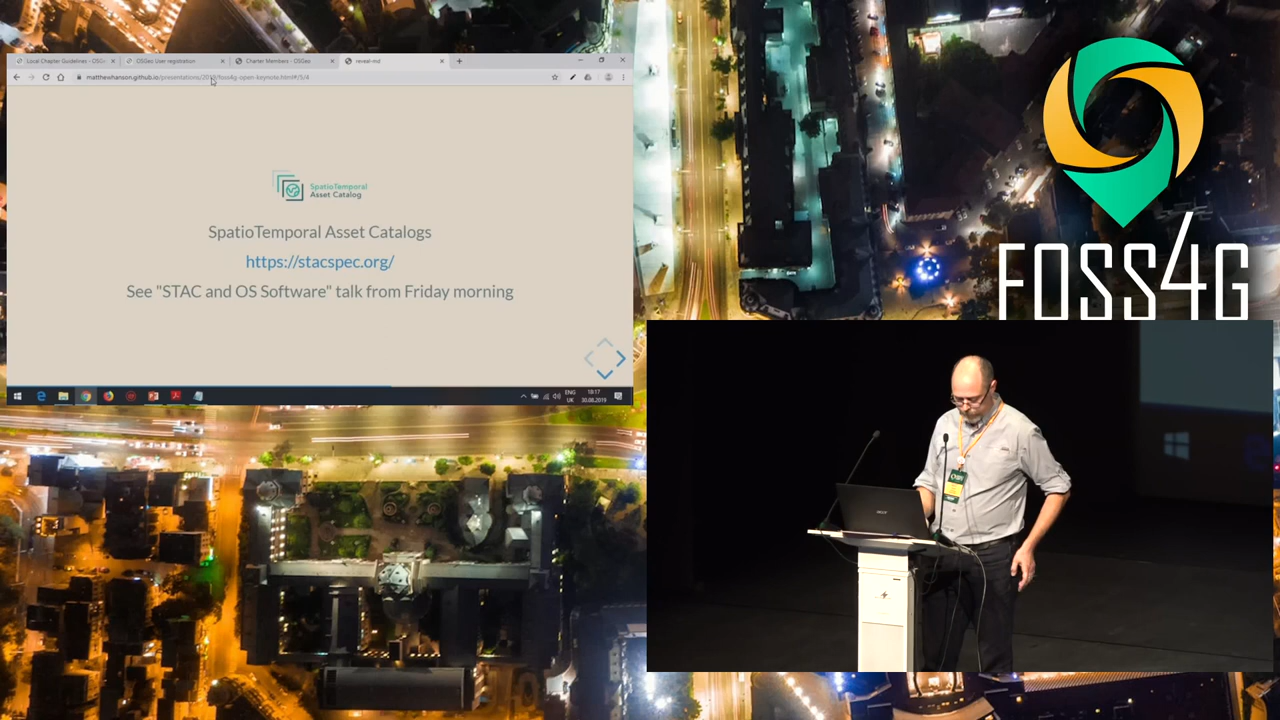 Local Chapter Guidelines - OSGe
OSGeo User registration
Charter Members - OSGeo
reveal-md
matthewhanson.github.io/presentations/2019/foss4g-open-keynote.html#/5/4
SpatioTemporal
Asset Catalog
SpatioTemporal Asset Catalogs
https://stacspec.org/
See "STAC and OS Software" talk from Friday morning
ENG
UK
18:17
30.08.2019
FOSS4G
acer